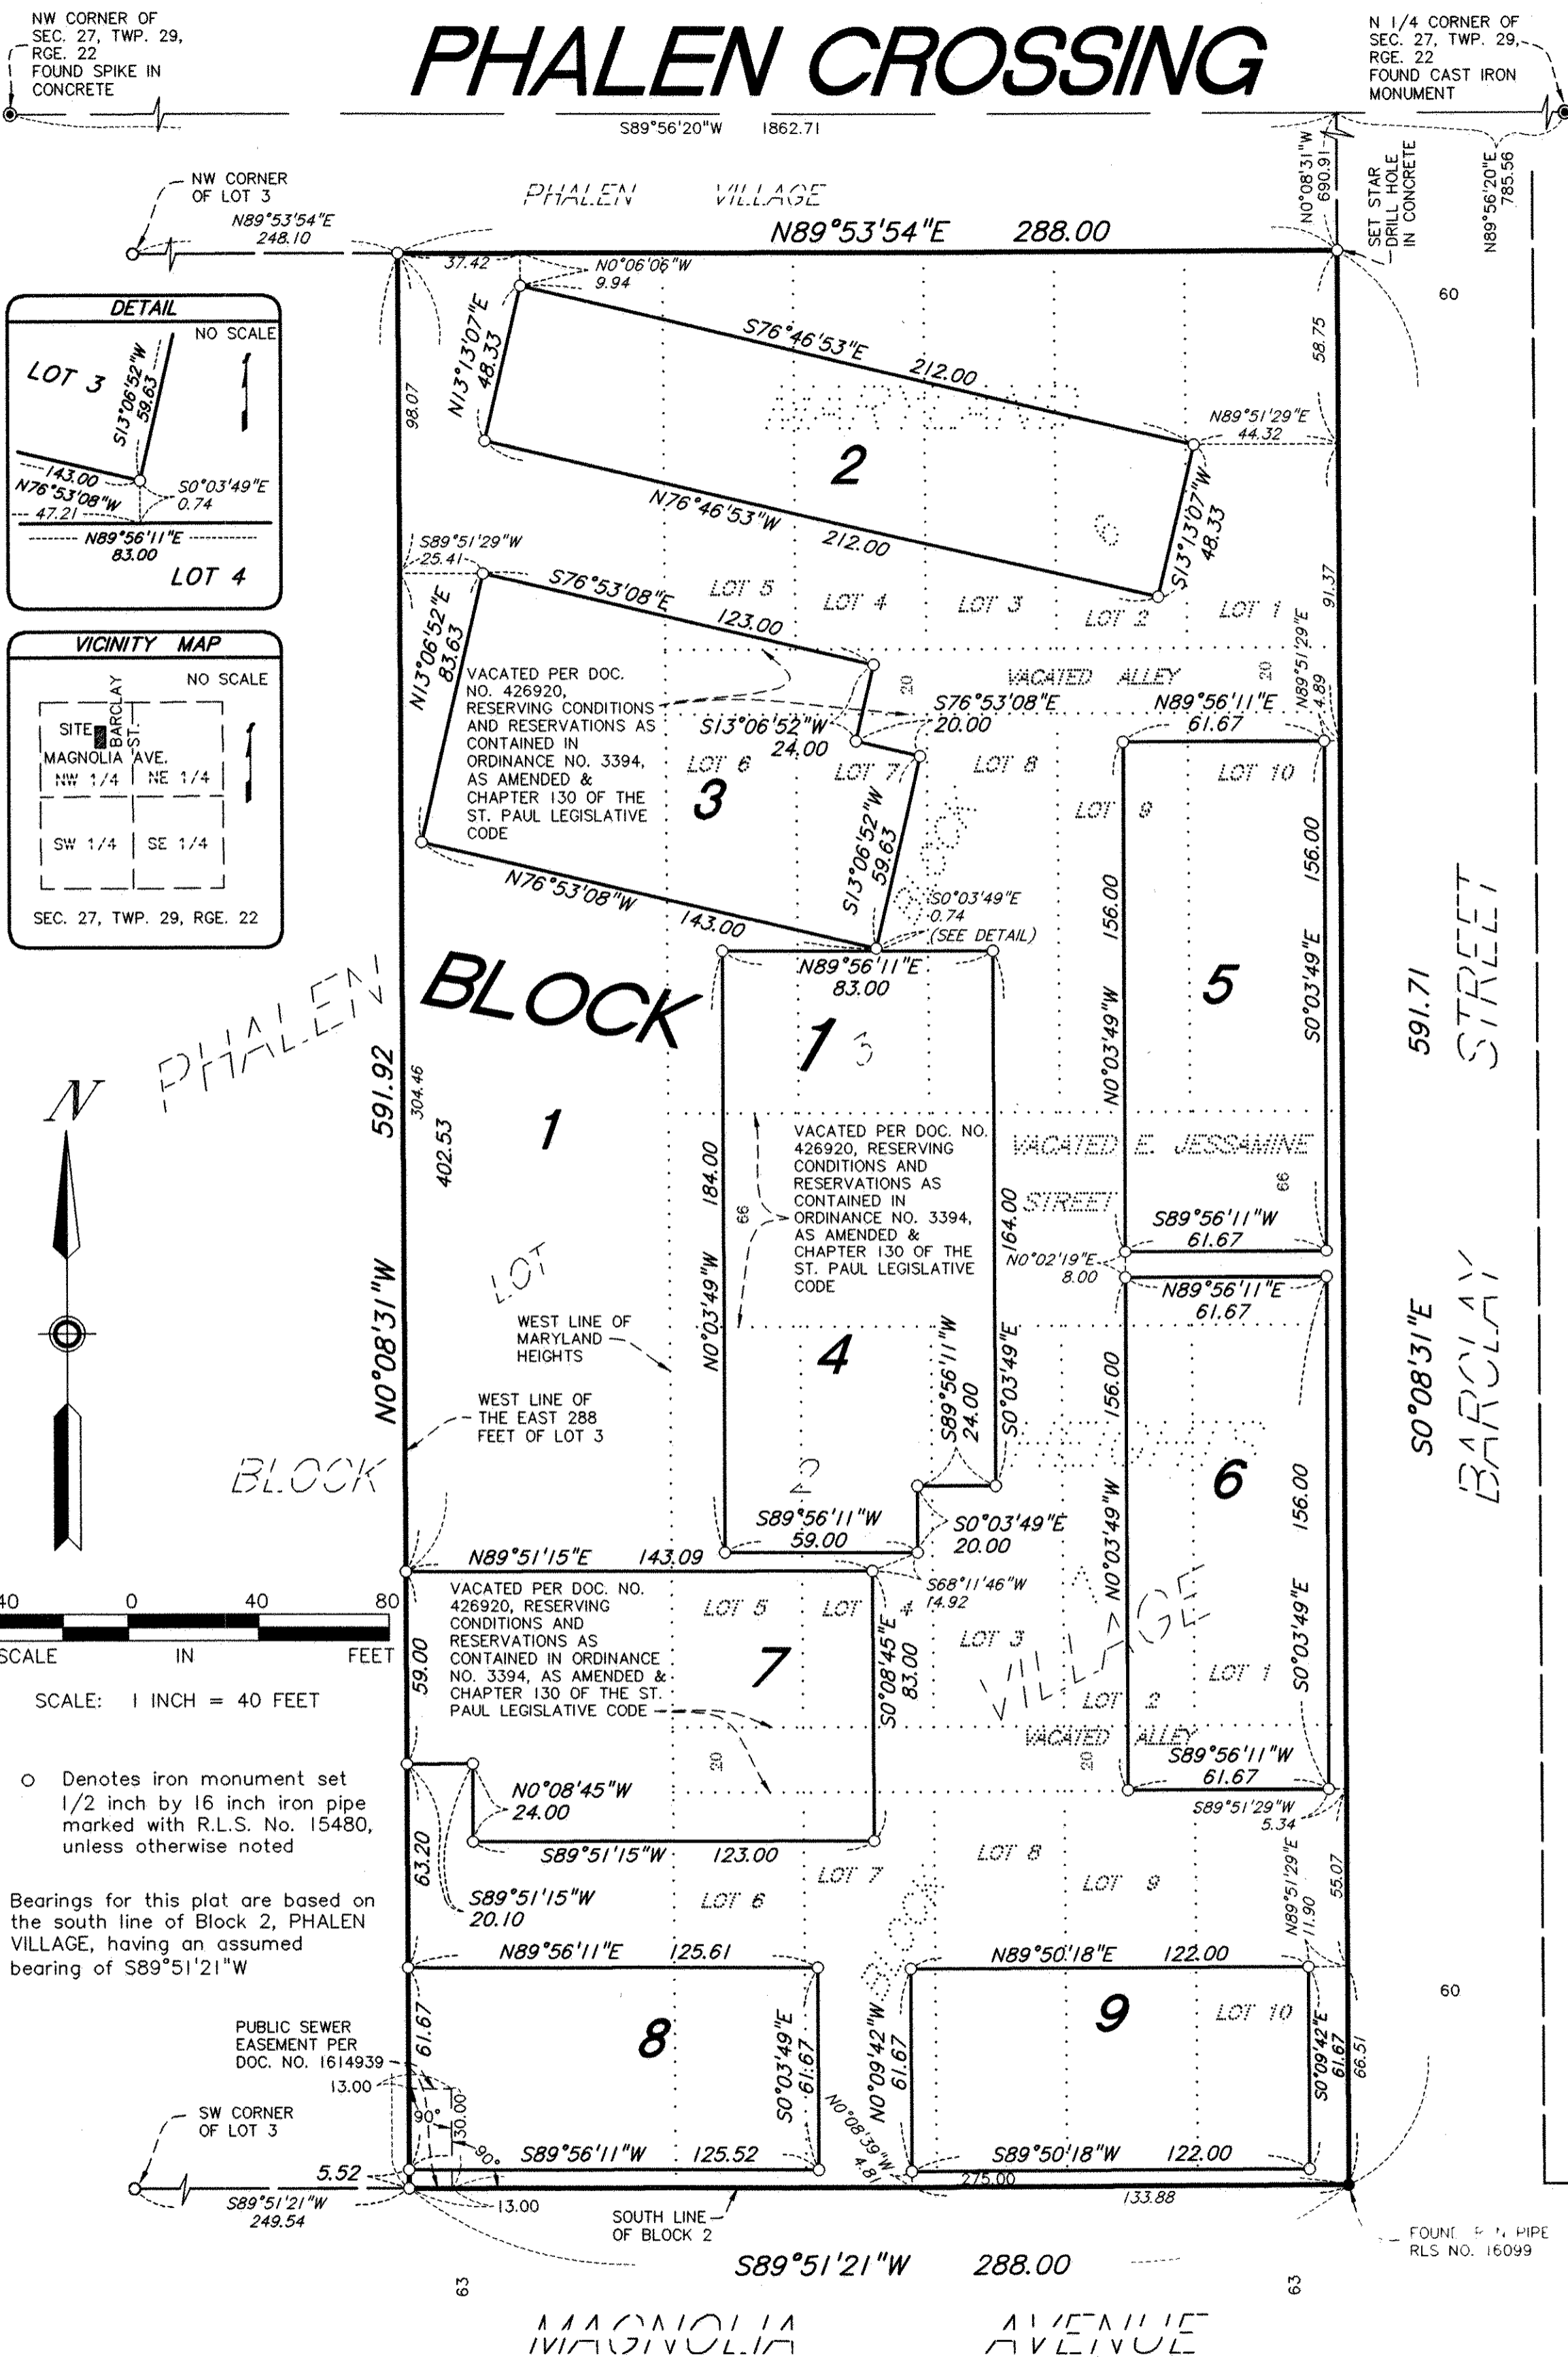 NW CORNER OF
SEC. 27, TWP. 29,
RGE. 22
FOUND SPIKE IN
CONCRETE
PHALEN CROSSING
N 1/4 CORNER OF
SEC. 27, TWP. 29,
RGE. 22
FOUND CAST IRON
MONUMENT
S89°56'20"W 1862.71
N0°08'31"W
690.91
SET STAR
DRILL HOLE
IN CONCRETE
N89°56'20"E
785.56
NW CORNER
OF LOT 3
N89°53'54"E
248.10
PHALEN VILLAGE
N89°53'54"E 288.00
37.42
N0°06'06"W
9.94
60
DETAIL
NO SCALE
LOT 3
S13°06'52"W
59.63
143.00
N76°53'08"W
47.21
S0°03'49"E
0.74
N89°56'11"E
83.00
LOT 4
N13°13'07"E
48.33
S76°46'53"E
212.00
58.75
98.07
MARYLAND
N89°51'29"E
44.32
2
N76°46'53"W
212.00
6
S13°13'07"W
48.33
S89°51'29"W
25.41
S76°53'08"E
123.00
LOT 5
LOT 4
LOT 3
LOT 2
LOT 1
91.37
N13°06'52"E
83.63
VICINITY MAP
NO SCALE
SITE
BARCLAY
ST.
MAGNOLIA AVE.
NW 1/4 NE 1/4
SW 1/4 SE 1/4
SEC. 27, TWP. 29, RGE. 22
VACATED PER DOC.
NO. 426920,
RESERVING CONDITIONS
AND RESERVATIONS AS
CONTAINED IN
ORDINANCE NO. 3394,
AS AMENDED &
CHAPTER 130 OF THE
ST. PAUL LEGISLATIVE
CODE
20
VACATED ALLEY
20
N89°51'29"E
4.89
S13°06'52"W
24.00
S76°53'08"E
20.00
N89°56'11"E
61.67
LOT 6
LOT 7
LOT 8
LOT 9
LOT 10
3
S13°06'52"W
59.63
BLOCK
N76°53'08"W
143.00
S0°03'49"E
0.74
(SEE DETAIL)
156.00
N0°03'49"W
156.00
S0°03'49"E
5
N89°56'11"E
83.00
BLOCK 1
3
PHALEN
591.92
N0°08'31"W
304.46
402.53
1
591.71
S0°08'31"E
BARCLAY STREET
N
184.00
N0°03'49"W
66
VACATED PER DOC. NO.
426920, RESERVING
CONDITIONS AND
RESERVATIONS AS
CONTAINED IN
ORDINANCE NO. 3394,
AS AMENDED &
CHAPTER 130 OF THE
ST. PAUL LEGISLATIVE
CODE
VACATED E. JESSAMINE
STREET
66
164.00
S0°03'49"E
S89°56'11"W
61.67
N0°02'19"E
8.00
N89°56'11"E
61.67
LOT
WEST LINE OF
MARYLAND
HEIGHTS
WEST LINE OF
THE EAST 288
FEET OF LOT 3
4
S89°56'11"W
24.00
156.00
N0°03'49"W
HEIGHTS
6
156.00
S0°03'49"E
BLOCK
2
S89°56'11"W
59.00
S0°03'49"E
20.00
N89°51'15"E 143.09
S68°11'46"W
14.92
VILLAGE
40 0 40 80
SCALE IN FEET
SCALE: 1 INCH = 40 FEET
59.00
VACATED PER DOC. NO.
426920, RESERVING
CONDITIONS AND
RESERVATIONS AS
CONTAINED IN ORDINANCE
NO. 3394, AS AMENDED &
CHAPTER 130 OF THE ST.
PAUL LEGISLATIVE CODE
LOT 5
LOT 4
LOT 3
LOT 2
LOT 1
7
S0°08'45"E
83.00
20
VACATED ALLEY
20
S89°56'11"W
61.67
S89°51'29"W
5.34
Denotes iron monument set
1/2 inch by 16 inch iron pipe
marked with R.L.S. No. 15480,
unless otherwise noted
N0°08'45"W
24.00
S89°51'15"W 123.00
63.20
S89°51'15"W
20.10
LOT 6
LOT 7
LOT 8
LOT 9
N89°51'29"E
11.90
55.07
Bearings for this plat are based on
the south line of Block 2, PHALEN
VILLAGE, having an assumed
bearing of S89°51'21"W
N89°56'11"E 125.61
BLOCK
N89°50'18"E 122.00
60
PUBLIC SEWER
EASEMENT PER
DOC. NO. 1614939
13.00
61.67
8
S0°03'49"E
61.67
N0°09'42"W
61.67
9
LOT 10
S0°09'42"E
61.67
66.51
SW CORNER
OF LOT 3
90°
30.00
90°
S89°56'11"W 125.52
N0°08'39"W
4.81
S89°50'18"W 122.00
5.52
275.00
S89°51'21"W
249.54
13.00
SOUTH LINE
OF BLOCK 2
133.88
PIPE
RLS NO. 16099
S89°51'21"W 288.00
63
63
MAGNOLIA AVENUE